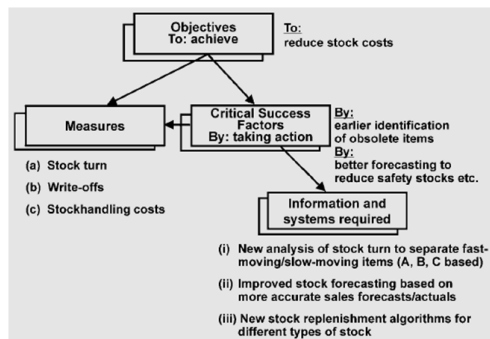 Objectives
To: achieve
To:
reduce stock costs
Measures
Critical Success
Factors
By: taking action
By:
earlier identification
of obsolete items
By:
better forecasting to
reduce safety stocks etc.
(a) Stock turn
(b) Write-offs
(c) Stockhandling costs
Information and
systems required
(i) New analysis of stock turn to separate fast-
moving/slow-moving items (A, B, C based)
(ii) Improved stock forecasting based on
more accurate sales forecasts/actuals
(iii) New stock replenishment algorithms for
different types of stock